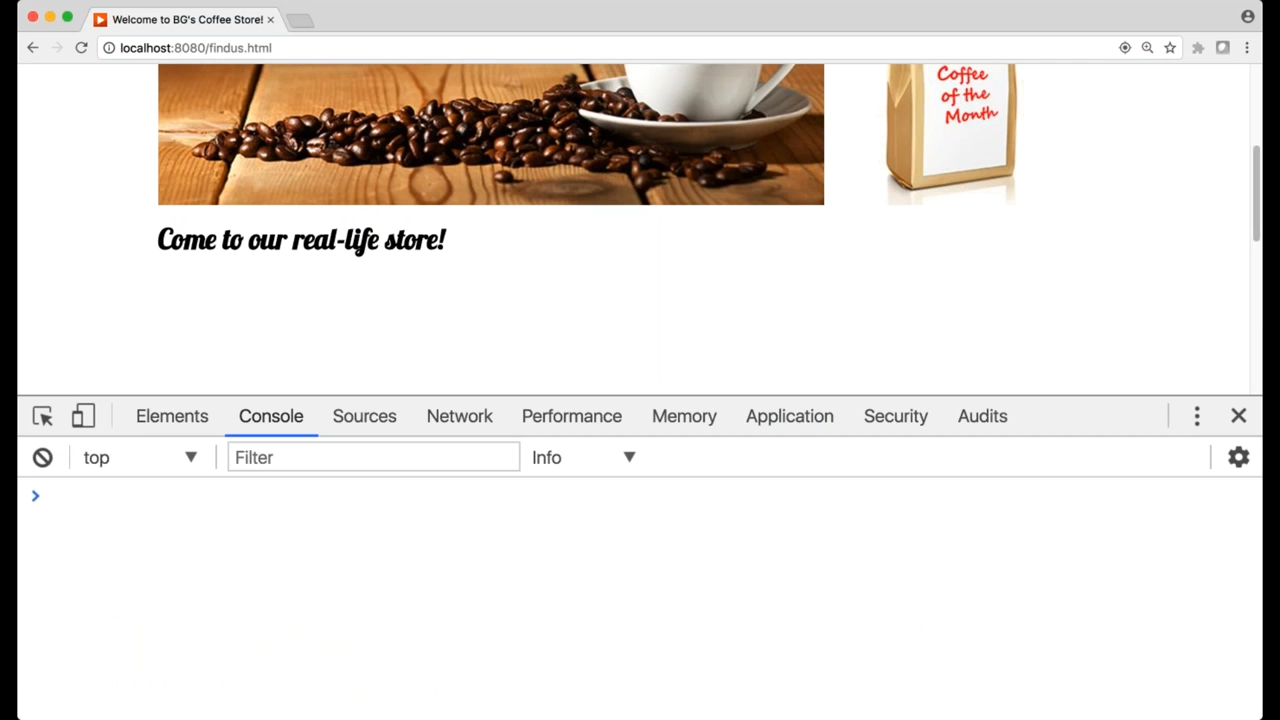 Welcome to BG's Coffee Store!
localhost:8080/findus.html
Coffee
of the
Month
Come to our real-life store!
Elements Console Sources Network Performance Memory Application Security Audits
top Filter Info